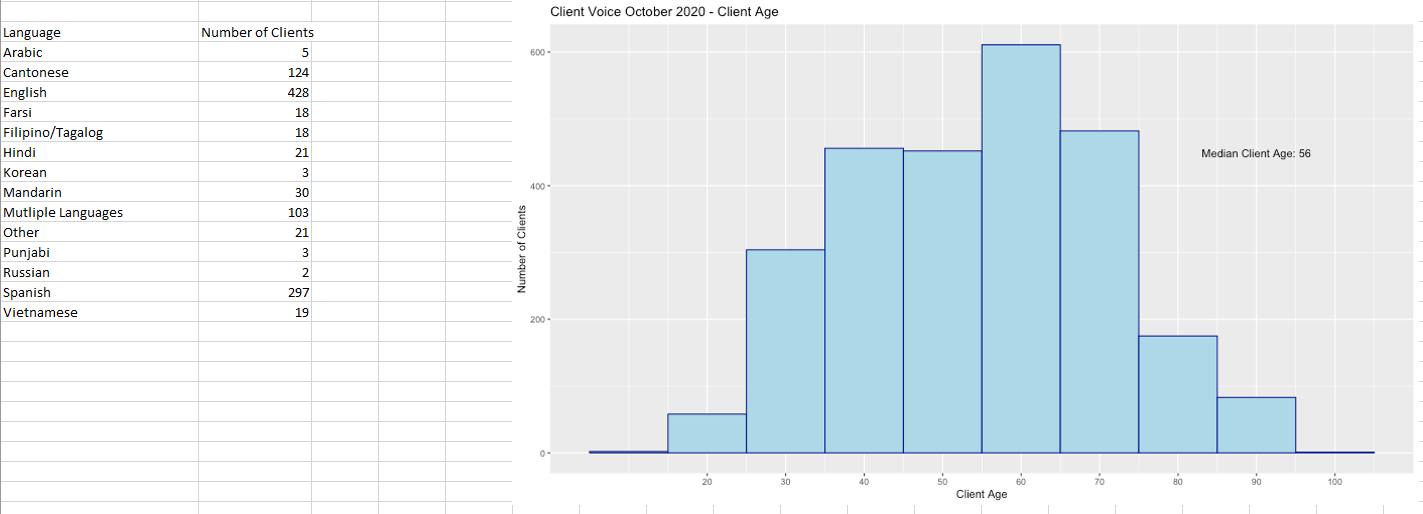 Language Number of Clients
Arabic 5
Cantonese 124
English 428
Farsi 18
Filipino/Tagalog 18
Hindi 21
Korean 3
Mandarin 30
Mutliple Languages 103
Other 21
Punjabi 3
Russian 2
Spanish 297
Vietnamese 19
Client Voice October 2020 - Client Age
Number of Clients
600
400
200
0
Median Client Age: 56
20 30 40 50 60 70 80 90 100
Client Age